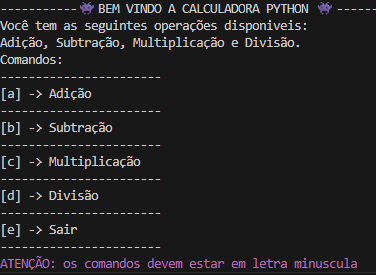 -----------👾 BEM VINDO A CALCULADORA PYTHON 👾------
Você tem as seguintes operações disponiveis:
Adição, Subtração, Multiplicação e Divisão.
Comandos:
-----------------------
[a] -> Adição
-----------------------
[b] -> Subtração
-----------------------
[c] -> Multiplicação
-----------------------
[d] -> Divisão
-----------------------
[e] -> Sair
-----------------------
ATENÇÃO: os comandos devem estar em letra minuscula